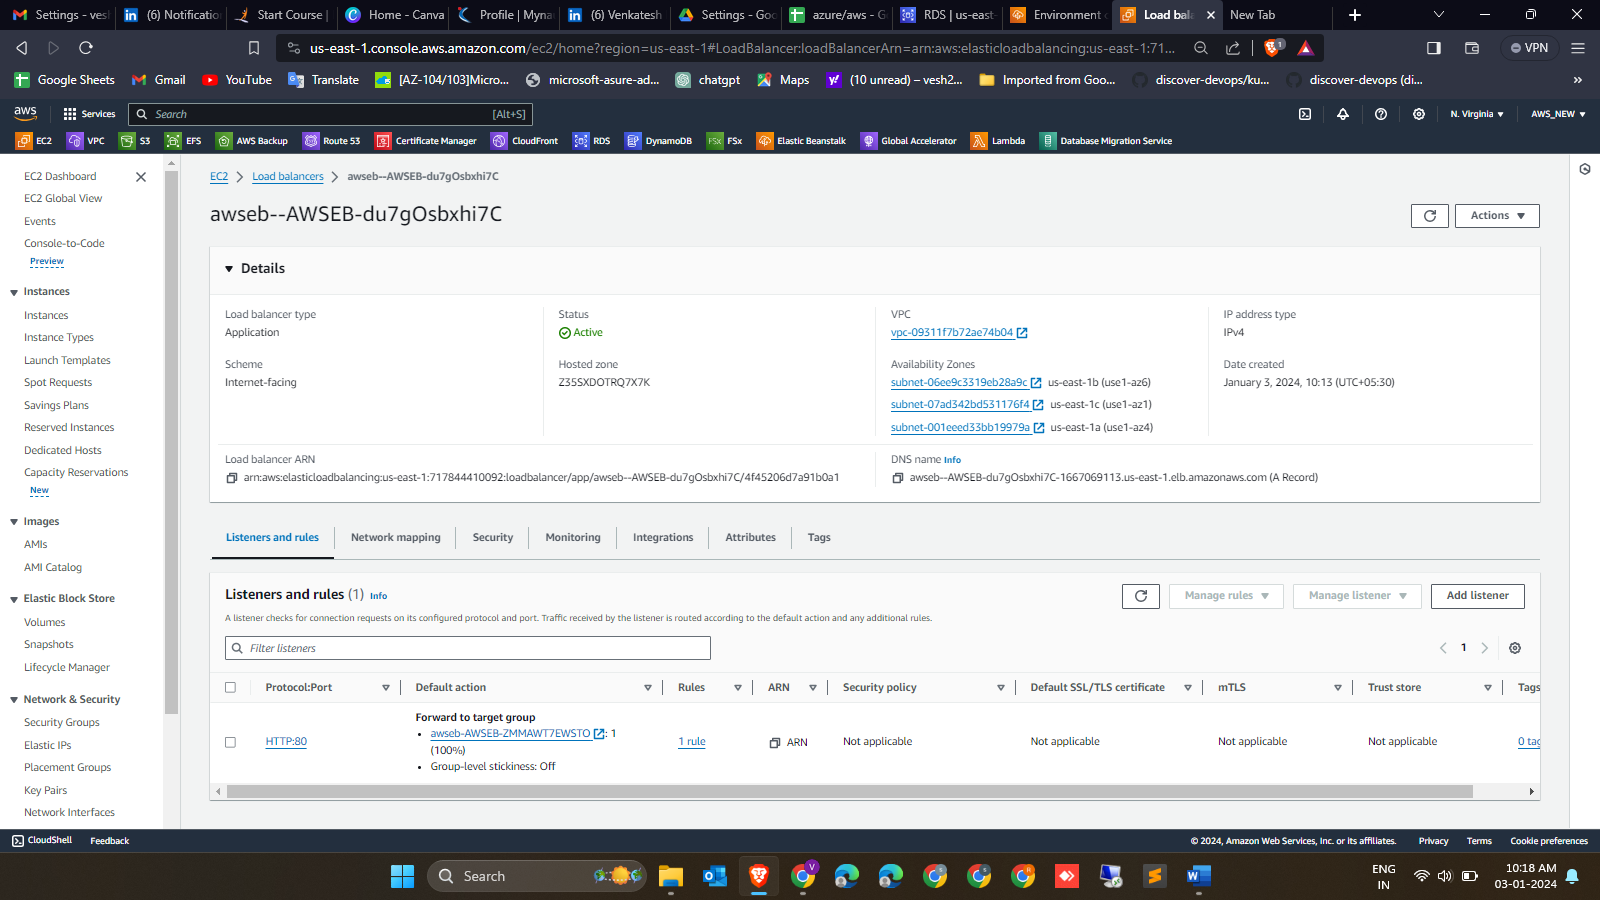 Settings - ves
(6) Notificatio
Start Course |
Home - Canva
Profile | Myna
(6) Venkatesh
Settings - Goo
azure/aws - G
RDS | us-east-
Environment o
Load bala
New Tab
us-east-1.console.aws.amazon.com/ec2/home?region=us-east-1#LoadBalancer:loadBalancerArn=arn:aws:elasticloadbalancing:us-east-1:71...
1
VPN
Google Sheets
Gmail
YouTube
Translate
[AZ-104/103]Micro...
microsoft-asure-ad...
chatgpt
Maps
(10 unread) – vesh2...
Imported from Goo...
discover-devops/ku...
discover-devops (di...
aws
Services
Search
[Alt+S]
N. Virginia
AWS_NEW
EC2
VPC
S3
EFS
AWS Backup
Route 53
Certificate Manager
CloudFront
RDS
DynamoDB
FSx
FSx
Elastic Beanstalk
Global Accelerator
Lambda
Database Migration Service
EC2 Dashboard
EC2 Global View
Events
Console-to-Code
Preview
Instances
Instances
Instance Types
Launch Templates
Spot Requests
Savings Plans
Reserved Instances
Dedicated Hosts
Capacity Reservations
New
Images
AMIs
AMI Catalog
Elastic Block Store
Volumes
Snapshots
Lifecycle Manager
Network & Security
Security Groups
Elastic IPs
Placement Groups
Key Pairs
Network Interfaces
EC2 > Load balancers > awseb--AWSEB-du7gOsbxhi7C
awseb--AWSEB-du7gOsbxhi7C
Actions
Details
Load balancer type
Application
Status
Active
VPC
vpc-09311f7b72ae74b04
IP address type
IPv4
Scheme
Internet-facing
Hosted zone
Z35SXDOTRQ7X7K
Availability Zones
subnet-06ee9c3319eb28a9c us-east-1b (use1-az6)
subnet-07ad342bd531176f4 us-east-1c (use1-az1)
subnet-001eeed33bb19979a us-east-1a (use1-az4)
Date created
January 3, 2024, 10:13 (UTC+05:30)
Load balancer ARN
arn:aws:elasticloadbalancing:us-east-1:717844410092:loadbalancer/app/awseb--AWSEB-du7gOsbxhi7C/4f45206d7a91b0a1
DNS name Info
awseb--AWSEB-du7gOsbxhi7C-1667069113.us-east-1.elb.amazonaws.com (A Record)
Listeners and rules
Network mapping
Security
Monitoring
Integrations
Attributes
Tags
Listeners and rules (1) Info
Manage rules
Manage listener
Add listener
A listener checks for connection requests on its configured protocol and port. Traffic received by the listener is routed according to the default action and any additional rules.
Filter listeners
1
Protocol:Port
Default action
Rules
ARN
Security policy
Default SSL/TLS certificate
mTLS
Trust store
Tags
HTTP:80
Forward to target group
• awseb-AWSEB-ZMMAWT7EWSTO : 1
(100%)
• Group-level stickiness: Off
1 rule
ARN
Not applicable
Not applicable
Not applicable
Not applicable
0 tag
CloudShell
Feedback
© 2024, Amazon Web Services, Inc. or its affiliates.
Privacy
Terms
Cookie preferences
Search
V
ENG
IN
10:18 AM
03-01-2024